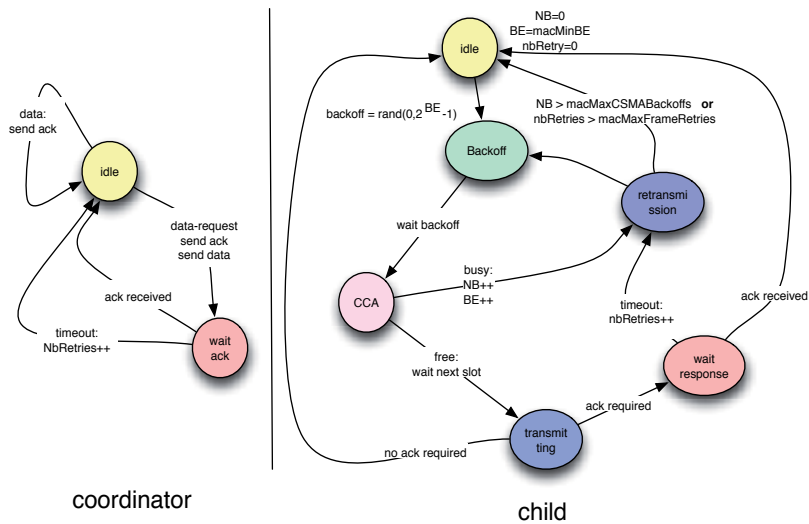 data:
send ack
idle
data-request
send ack
send data
ack received
timeout:
NbRetries++
wait
ack
coordinator
NB=0
BE=macMinBE
nbRetry=0
idle
backoff = rand(0,2^BE-1)
NB > macMaxCSMABackoffs or
nbRetries > macMaxFrameRetries
Backoff
retransmi
ssion
wait backoff
busy:
NB++
BE++
CCA
timeout:
nbRetries++
ack received
free:
wait next slot
wait
response
ack required
transmit
ting
no ack required
child